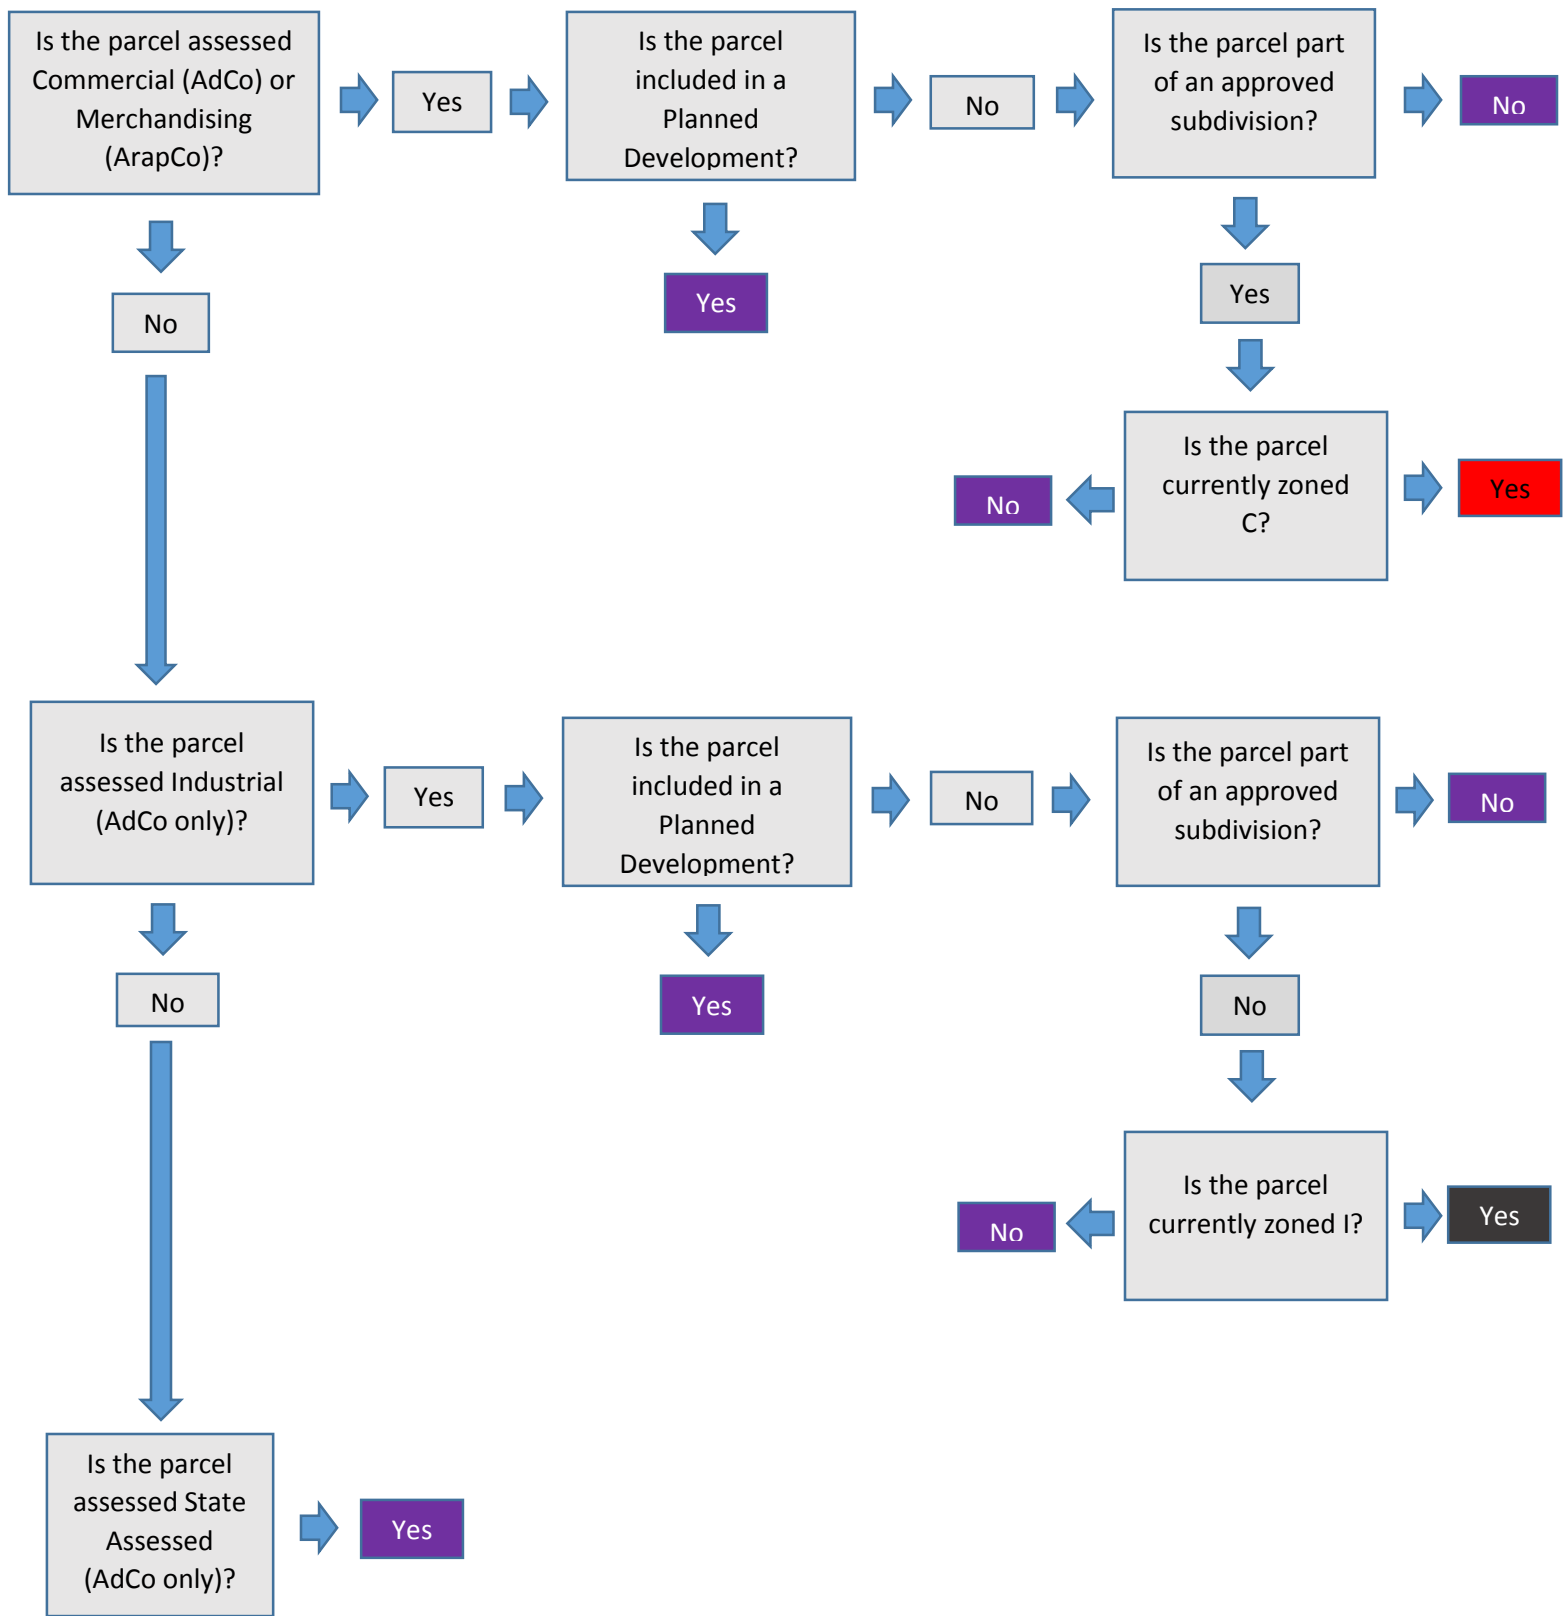 Is the parcel assessed
Commercial (AdCo) or
Merchandising
(ArapCo)?
Yes
Is the parcel
included in a
Planned
Development?
No
Is the parcel part
of an approved
subdivision?
No
No
Yes
Yes
Is the parcel
currently zoned
C?
No
Yes
Is the parcel
assessed Industrial
(AdCo only)?
Yes
Is the parcel
included in a
Planned
Development?
No
Is the parcel part
of an approved
subdivision?
No
No
Yes
No
Is the parcel
currently zoned I?
No
Yes
Is the parcel
assessed State
Assessed
(AdCo only)?
Yes